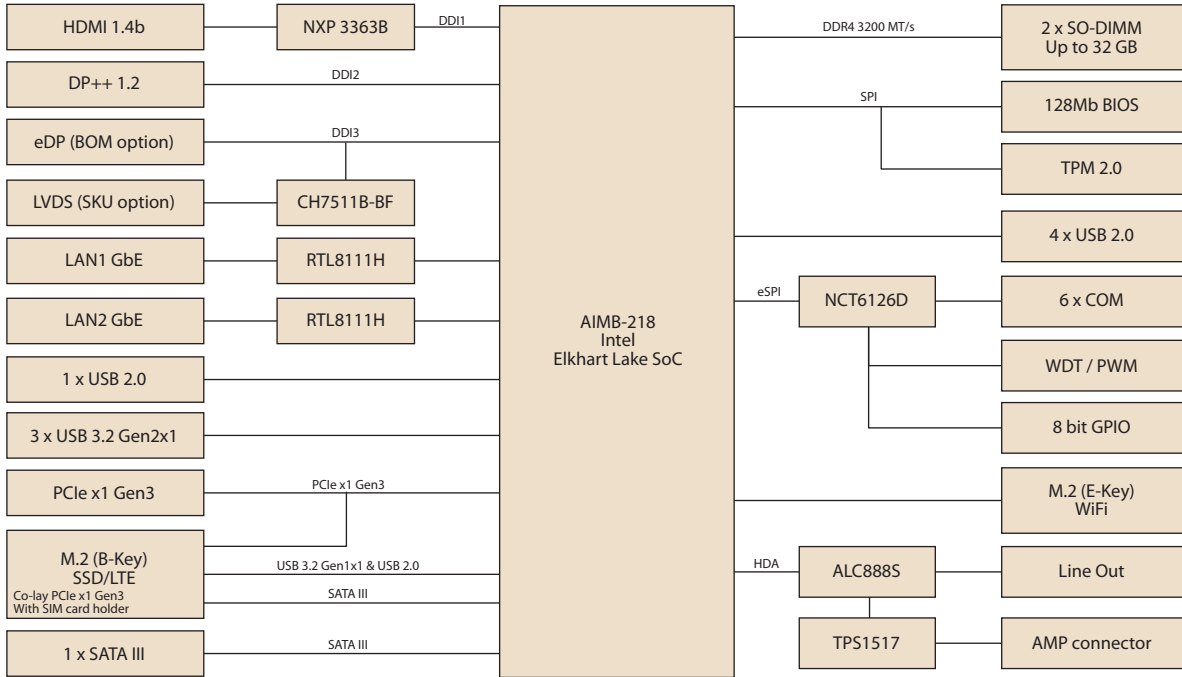 HDMI 1.4b
NXP 3363B
DDI1
DP++ 1.2
DDI2
eDP (BOM option)
DDI3
LVDS (SKU option)
CH7511B-BF
LAN1 GbE
RTL8111H
LAN2 GbE
RTL8111H
1 x USB 2.0
3 x USB 3.2 Gen2x1
PCIe x1 Gen3
PCIe x1 Gen3
M.2 (B-Key)
SSD/LTE
Co-lay PCIe x1 Gen3
With SIM card holder
USB 3.2 Gen1x1 & USB 2.0
SATA III
1 x SATA III
SATA III
AIMB-218
Intel
Elkhart Lake SoC
DDR4 3200 MT/s
2 x SO-DIMM
Up to 32 GB
SPI
128Mb BIOS
TPM 2.0
4 x USB 2.0
eSPI
NCT6126D
6 x COM
WDT / PWM
8 bit GPIO
M.2 (E-Key)
WiFi
HDA
ALC888S
Line Out
TPS1517
AMP connector